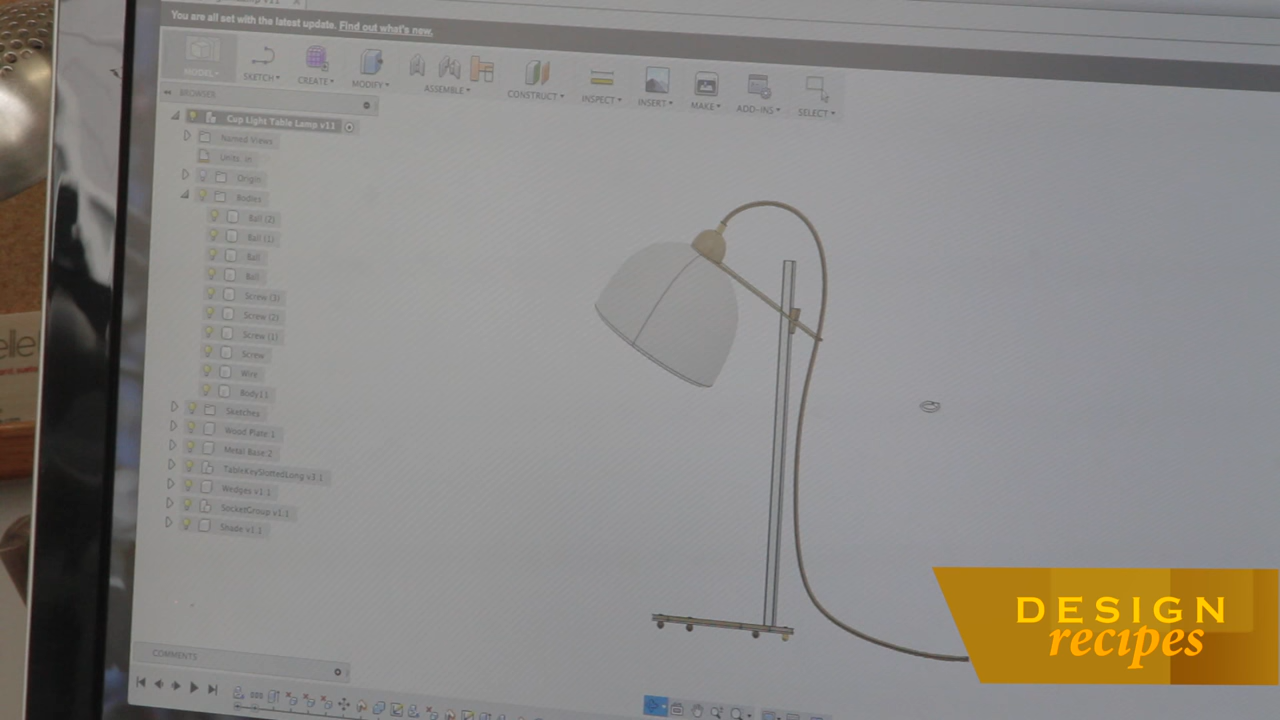 You are all set with the latest update. Find out what's new.
MODEL
SKETCH
CREATE
MODIFY
ASSEMBLE
CONSTRUCT
INSPECT
INSERT
MAKE
ADD-INS
SELECT
BROWSER
Cup Light Table Lamp v11
Named Views
Units: in
Origin
Bodies
Ball (2)
Ball (1)
Ball
Ball
Screw (3)
Screw (2)
Screw (1)
Screw
Wire
Body11
Sketches
Wood Plate 1
Metal Base 2
TableKeySlottedLong v3:1
Wedges v1:1
SocketGroup v1:1
Shade v1:1
COMMENTS
DESIGN
recipes